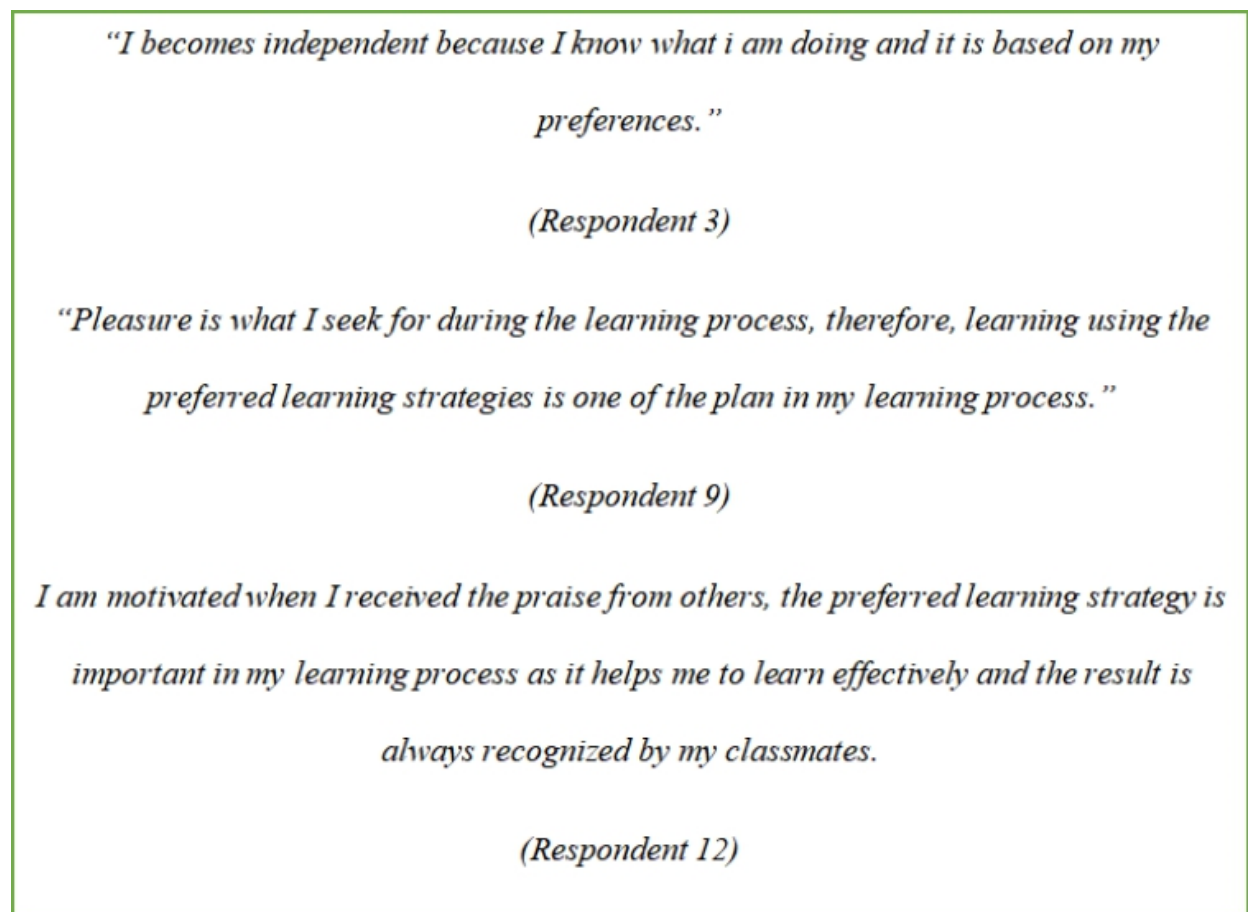 “I becomes independent because I know what i am doing and it is based on my
preferences.”
(Respondent 3)
“Pleasure is what I seek for during the learning process, therefore, learning using the
preferred learning strategies is one of the plan in my learning process.”
(Respondent 9)
I am motivated when I received the praise from others, the preferred learning strategy is
important in my learning process as it helps me to learn effectively and the result is
always recognized by my classmates.
(Respondent 12)